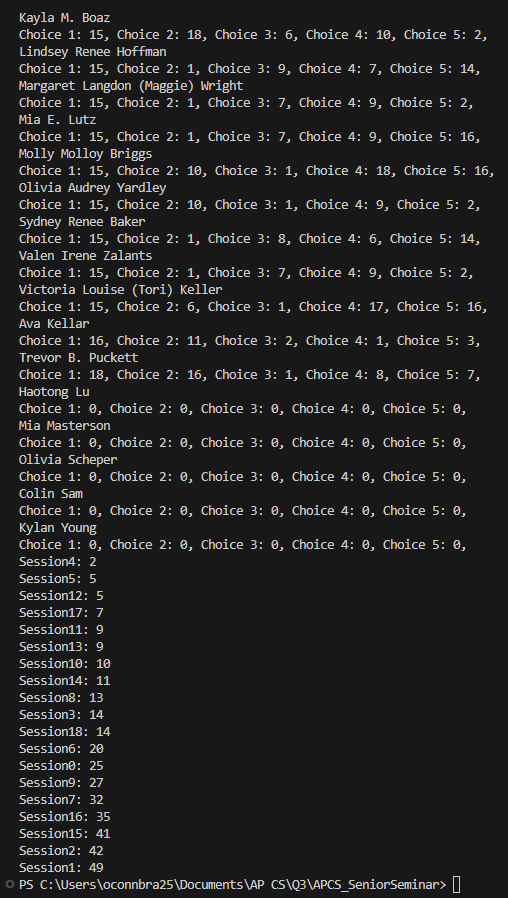 Kayla M. Boaz
Choice 1: 15, Choice 2: 18, Choice 3: 6, Choice 4: 10, Choice 5: 2,
Lindsey Renee Hoffman
Choice 1: 15, Choice 2: 1, Choice 3: 9, Choice 4: 7, Choice 5: 14,
Margaret Langdon (Maggie) Wright
Choice 1: 15, Choice 2: 1, Choice 3: 7, Choice 4: 9, Choice 5: 2,
Mia E. Lutz
Choice 1: 15, Choice 2: 1, Choice 3: 7, Choice 4: 9, Choice 5: 16,
Molly Molloy Briggs
Choice 1: 15, Choice 2: 10, Choice 3: 1, Choice 4: 18, Choice 5: 16,
Olivia Audrey Yardley
Choice 1: 15, Choice 2: 10, Choice 3: 1, Choice 4: 9, Choice 5: 2,
Sydney Renee Baker
Choice 1: 15, Choice 2: 1, Choice 3: 8, Choice 4: 6, Choice 5: 14,
Valen Irene Zalants
Choice 1: 15, Choice 2: 1, Choice 3: 7, Choice 4: 9, Choice 5: 2,
Victoria Louise (Tori) Keller
Choice 1: 15, Choice 2: 6, Choice 3: 1, Choice 4: 17, Choice 5: 16,
Ava Kellar
Choice 1: 16, Choice 2: 11, Choice 3: 2, Choice 4: 1, Choice 5: 3,
Trevor B. Puckett
Choice 1: 18, Choice 2: 16, Choice 3: 1, Choice 4: 8, Choice 5: 7,
Haotong Lu
Choice 1: 0, Choice 2: 0, Choice 3: 0, Choice 4: 0, Choice 5: 0,
Mia Masterson
Choice 1: 0, Choice 2: 0, Choice 3: 0, Choice 4: 0, Choice 5: 0,
Olivia Scheper
Choice 1: 0, Choice 2: 0, Choice 3: 0, Choice 4: 0, Choice 5: 0,
Colin Sam
Choice 1: 0, Choice 2: 0, Choice 3: 0, Choice 4: 0, Choice 5: 0,
Kylan Young
Choice 1: 0, Choice 2: 0, Choice 3: 0, Choice 4: 0, Choice 5: 0,
Session4: 2
Session5: 5
Session12: 5
Session17: 7
Session11: 9
Session13: 9
Session10: 10
Session14: 11
Session8: 13
Session3: 14
Session18: 14
Session6: 20
Session0: 25
Session9: 27
Session7: 32
Session16: 35
Session15: 41
Session2: 42
Session1: 49
PS C:\Users\oconnbra25\Documents\AP CS\Q3\APCS_SeniorSeminar>